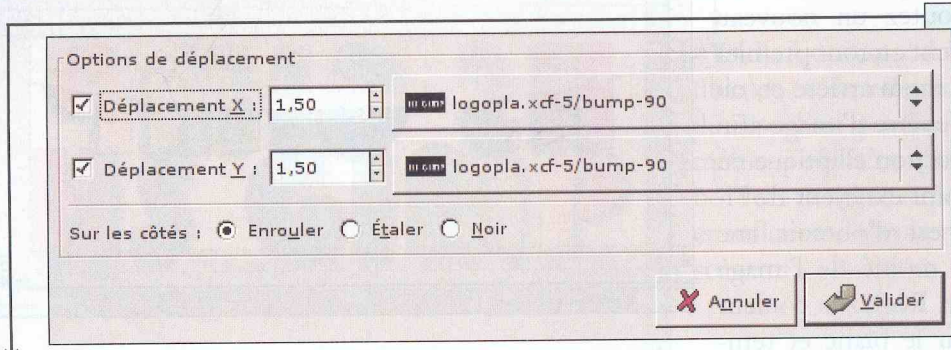 Options de déplacement
Déplacement X : 1,50 logopla.xcf-5/bump-90
Déplacement Y : 1,50 logopla.xcf-5/bump-90
Sur les côtés : Enrouler Étaler Noir
Annuler Valider